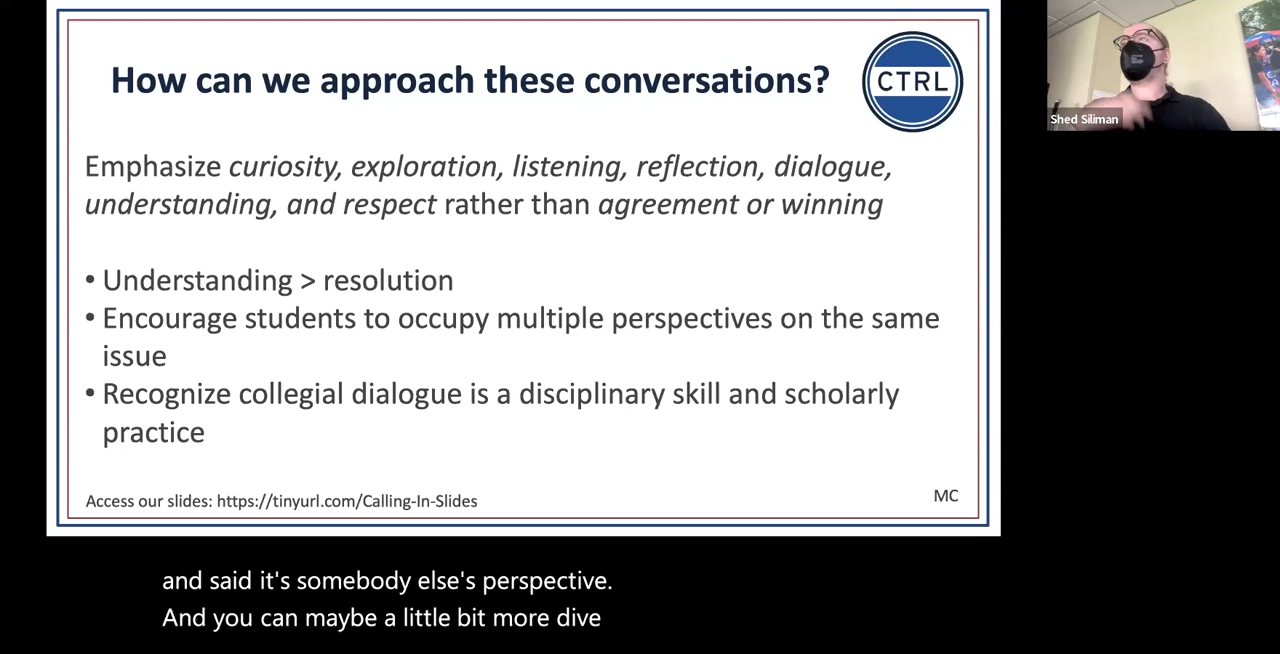 How can we approach these conversations?
CTRL
Shed Siliman
Emphasize curiosity, exploration, listening, reflection, dialogue,
understanding, and respect rather than agreement or winning
• Understanding > resolution
• Encourage students to occupy multiple perspectives on the same
issue
• Recognize collegial dialogue is a disciplinary skill and scholarly
practice
Access our slides: https://tinyurl.com/Calling-In-Slides
MC
and said it's somebody else's perspective.
And you can maybe a little bit more dive